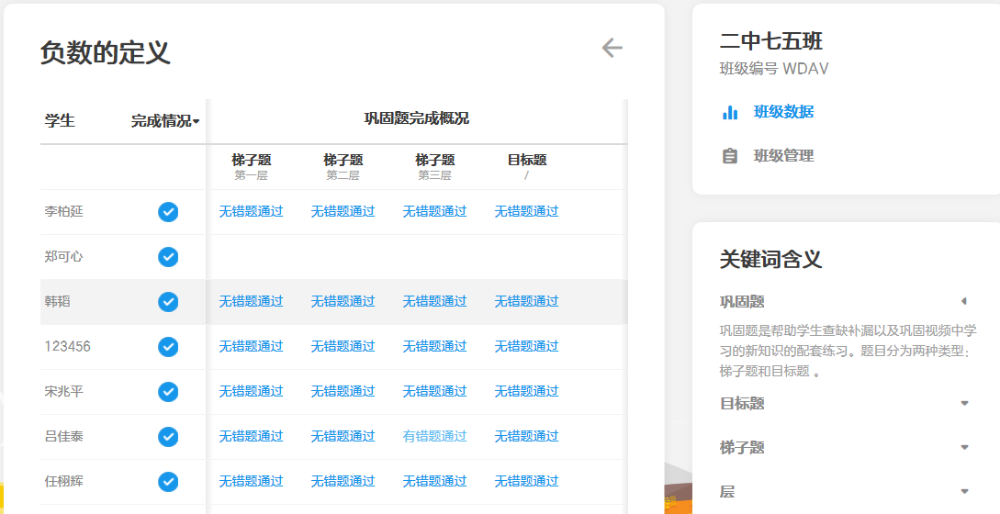 负数的定义
学生 完成情况 巩固题完成概况
梯子题 梯子题 梯子题 目标题
第一层 第二层 第三层 /
李柏延 无错题通过 无错题通过 无错题通过 无错题通过
郑可心
韩韬 无错题通过 无错题通过 无错题通过 无错题通过
123456 无错题通过 无错题通过 无错题通过 无错题通过
宋兆平 无错题通过 无错题通过 无错题通过 无错题通过
吕佳泰 无错题通过 无错题通过 有错题通过 无错题通过
任栩辉 无错题通过 无错题通过 无错题通过 无错题通过
二中七五班
班级编号 WDAV
班级数据
班级管理
关键词含义
巩固题
巩固题是帮助学生查缺补漏以及巩固视频中学
习的新知识的配套练习。题目分为两种类型：
梯子题和目标题 。
目标题
梯子题
层